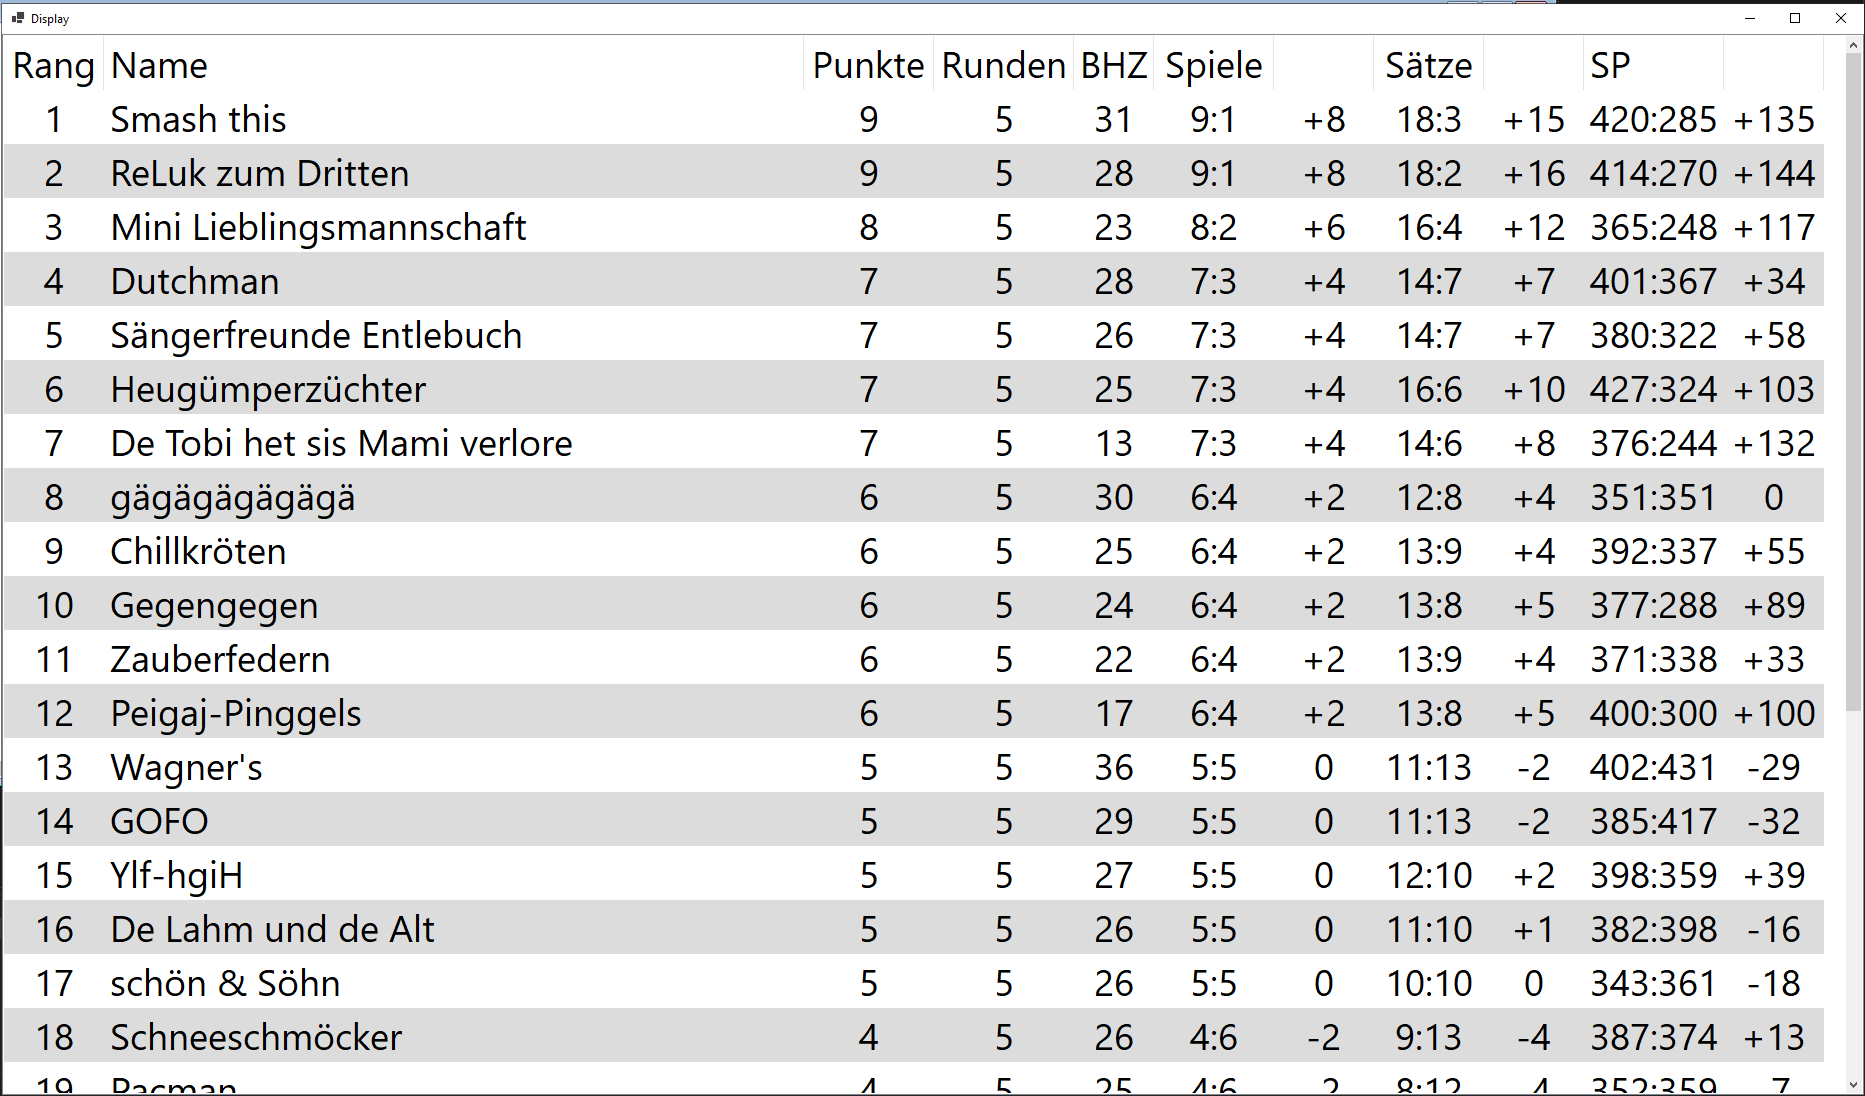 Display
Rang Name Punkte Runden BHZ Spiele Sätze SP
1 Smash this 9 5 31 9:1 +8 18:3 +15 420:285 +135
2 ReLuk zum Dritten 9 5 28 9:1 +8 18:2 +16 414:270 +144
3 Mini Lieblingsmannschaft 8 5 23 8:2 +6 16:4 +12 365:248 +117
4 Dutchman 7 5 28 7:3 +4 14:7 +7 401:367 +34
5 Sängerfreunde Entlebuch 7 5 26 7:3 +4 14:7 +7 380:322 +58
6 Heugümperzüchter 7 5 25 7:3 +4 16:6 +10 427:324 +103
7 De Tobi het sis Mami verlore 7 5 13 7:3 +4 14:6 +8 376:244 +132
8 gägägägägägä 6 5 30 6:4 +2 12:8 +4 351:351 0
9 Chillkröten 6 5 25 6:4 +2 13:9 +4 392:337 +55
10 Gegengegen 6 5 24 6:4 +2 13:8 +5 377:288 +89
11 Zauberfedern 6 5 22 6:4 +2 13:9 +4 371:338 +33
12 Peigaj-Pinggels 6 5 17 6:4 +2 13:8 +5 400:300 +100
13 Wagner's 5 5 36 5:5 0 11:13 -2 402:431 -29
14 GOFO 5 5 29 5:5 0 11:13 -2 385:417 -32
15 Ylf-hgiH 5 5 27 5:5 0 12:10 +2 398:359 +39
16 De Lahm und de Alt 5 5 26 5:5 0 11:10 +1 382:398 -16
17 schön & Söhn 5 5 26 5:5 0 10:10 0 343:361 -18
18 Schneeschmöcker 4 5 26 4:6 -2 9:13 -4 387:374 +13
19 Pacman 4 5 25 4:6 -2 8:12 -4 352:359 -7